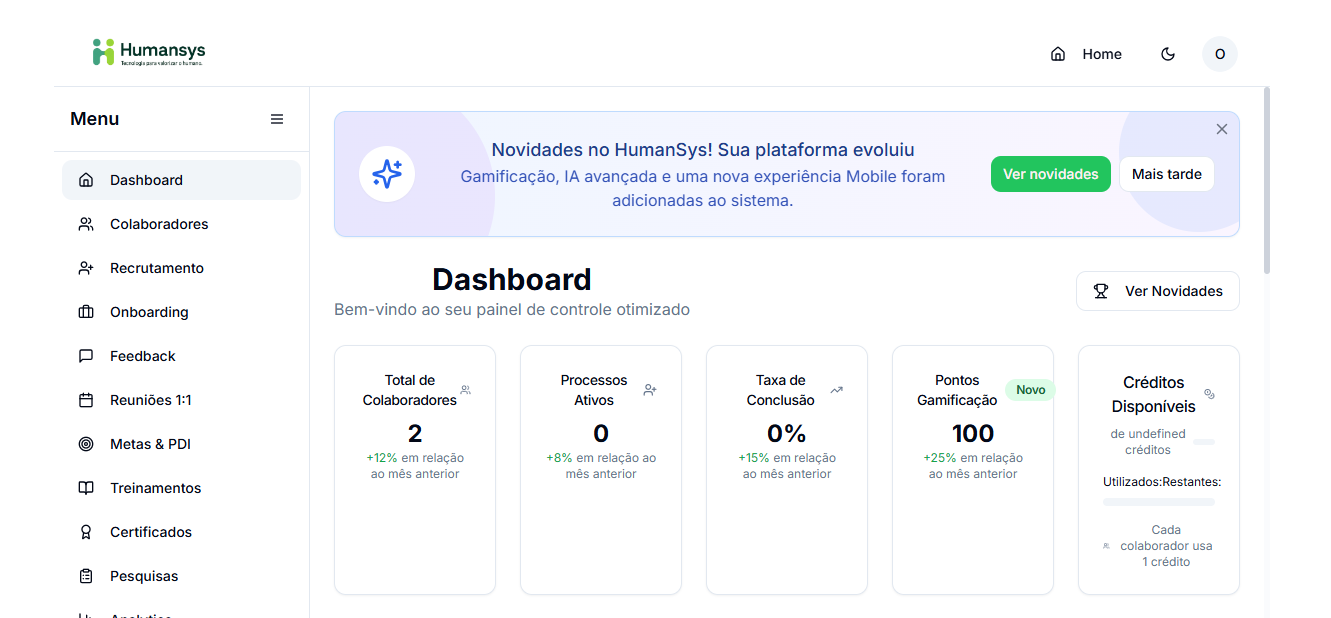 Humansys
Tecnologia para valorizar o humano.
Home
O
Menu
Dashboard
Colaboradores
Recrutamento
Onboarding
Feedback
Reuniões 1:1
Metas & PDI
Treinamentos
Certificados
Pesquisas
Analytics
Novidades no HumanSys! Sua plataforma evoluiu
Gamificação, IA avançada e uma nova experiência Mobile foram
adicionadas ao sistema.
Ver novidades
Mais tarde
Dashboard
Bem-vindo ao seu painel de controle otimizado
Ver Novidades
Total de
Colaboradores
2
+12% em relação
ao mês anterior
Processos
Ativos
0
+8% em relação ao
mês anterior
Taxa de
Conclusão
0%
+15% em relação
ao mês anterior
Pontos
Gamificação
Novo
100
+25% em relação
ao mês anterior
Créditos
Disponíveis
de undefined
créditos
Utilizados:Restantes:
Cada
colaborador usa
1 crédito